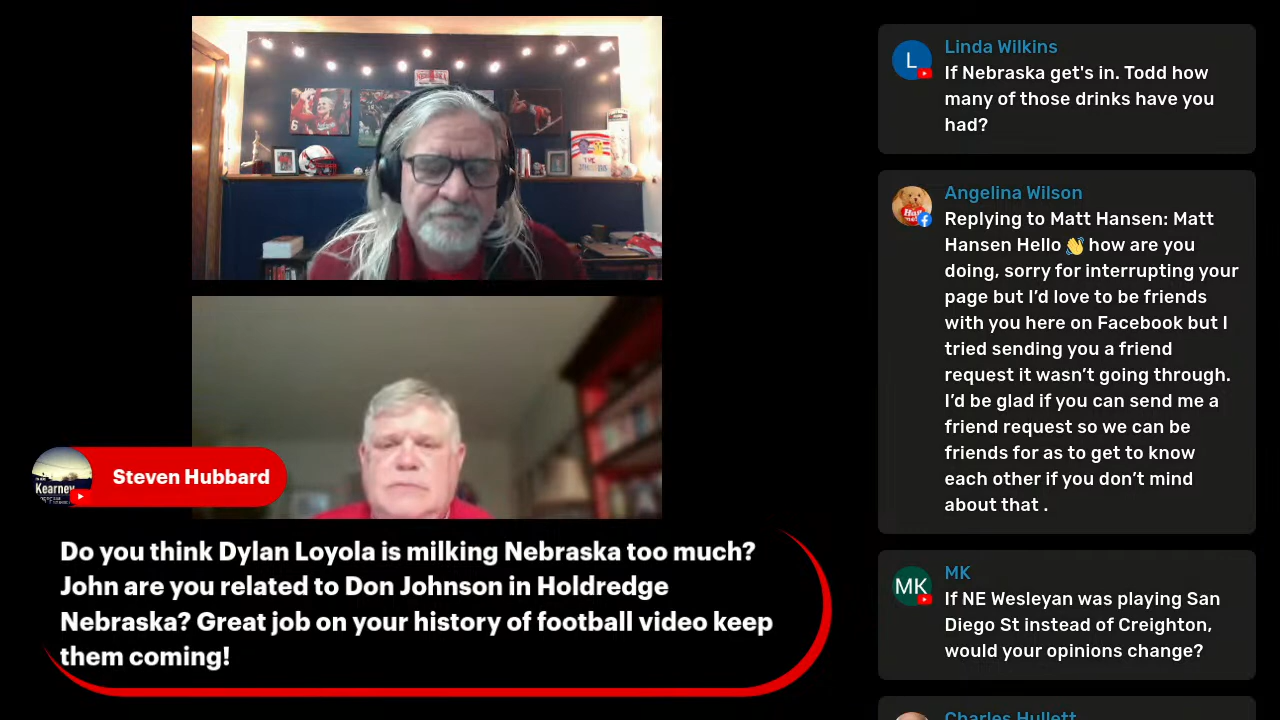 NEBRASKA
THE
Kearney
Steven Hubbard
Do you think Dylan Loyola is milking Nebraska too much?
John are you related to Don Johnson in Holdredge
Nebraska? Great job on your history of football video keep
them coming!
L
Linda Wilkins
If Nebraska get's in. Todd how
many of those drinks have you
had?
Angelina Wilson
Replying to Matt Hansen: Matt
Hansen Hello 👋 how are you
doing, sorry for interrupting your
page but I’d love to be friends
with you here on Facebook but I
tried sending you a friend
request it wasn’t going through.
I’d be glad if you can send me a
friend request so we can be
friends for as to get to know
each other if you don’t mind
about that .
MK
MK
If NE Wesleyan was playing San
Diego St instead of Creighton,
would your opinions change?
Charles Hullett